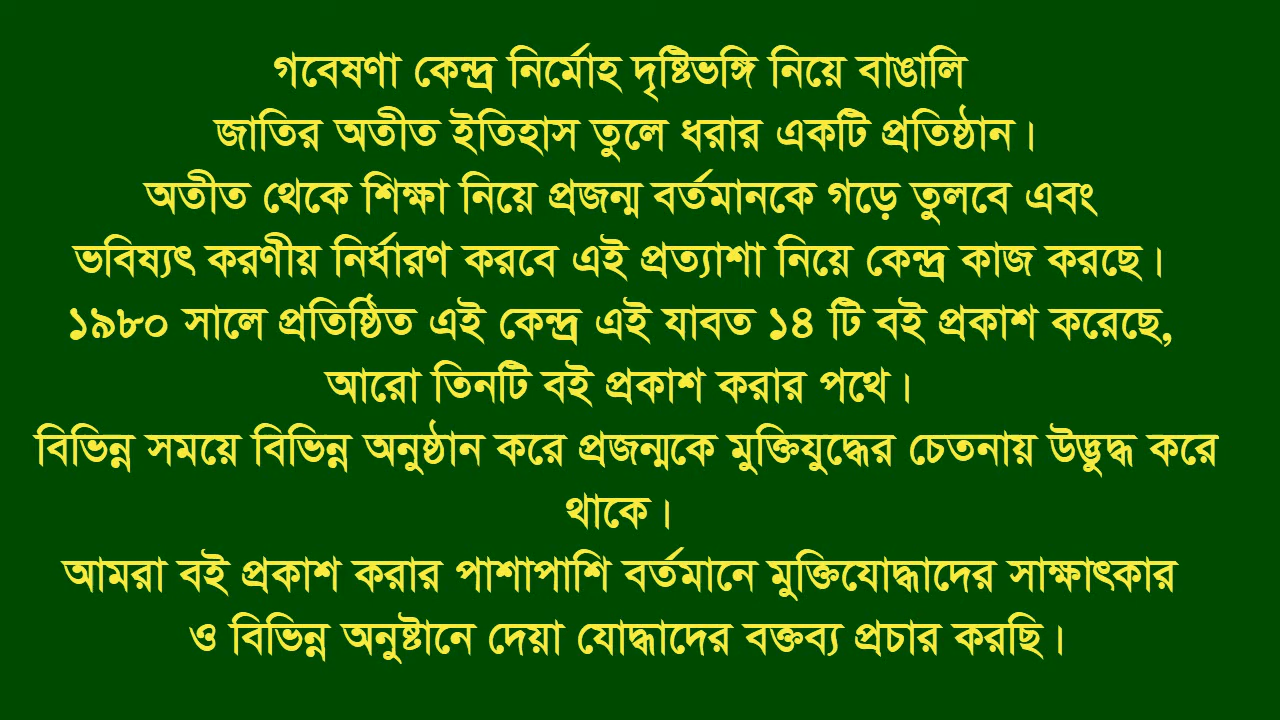 গবেষণা কেন্দ্র নির্মোহ দৃষ্টিভঙ্গি নিয়ে বাঙালি
জাতির অতীত ইতিহাস তুলে ধরার একটি প্রতিষ্ঠান।
অতীত থেকে শিক্ষা নিয়ে প্রজন্ম বর্তমানকে গড়ে তুলবে এবং
ভবিষ্যৎ করণীয় নির্ধারণ করবে এই প্রত্যাশা নিয়ে কেন্দ্র কাজ করছে।
১৯৮০ সালে প্রতিষ্ঠিত এই কেন্দ্র এই যাবত ১৪ টি বই প্রকাশ করেছে,
আরো তিনটি বই প্রকাশ করার পথে।
বিভিন্ন সময়ে বিভিন্ন অনুষ্ঠান করে প্রজন্মকে মুক্তিযুদ্ধের চেতনায় উদ্ভুদ্ধ করে
থাকে।
আমরা বই প্রকাশ করার পাশাপাশি বর্তমানে মুক্তিযোদ্ধাদের সাক্ষাৎকার
ও বিভিন্ন অনুষ্টানে দেয়া যোদ্ধাদের বক্তব্য প্রচার করছি।